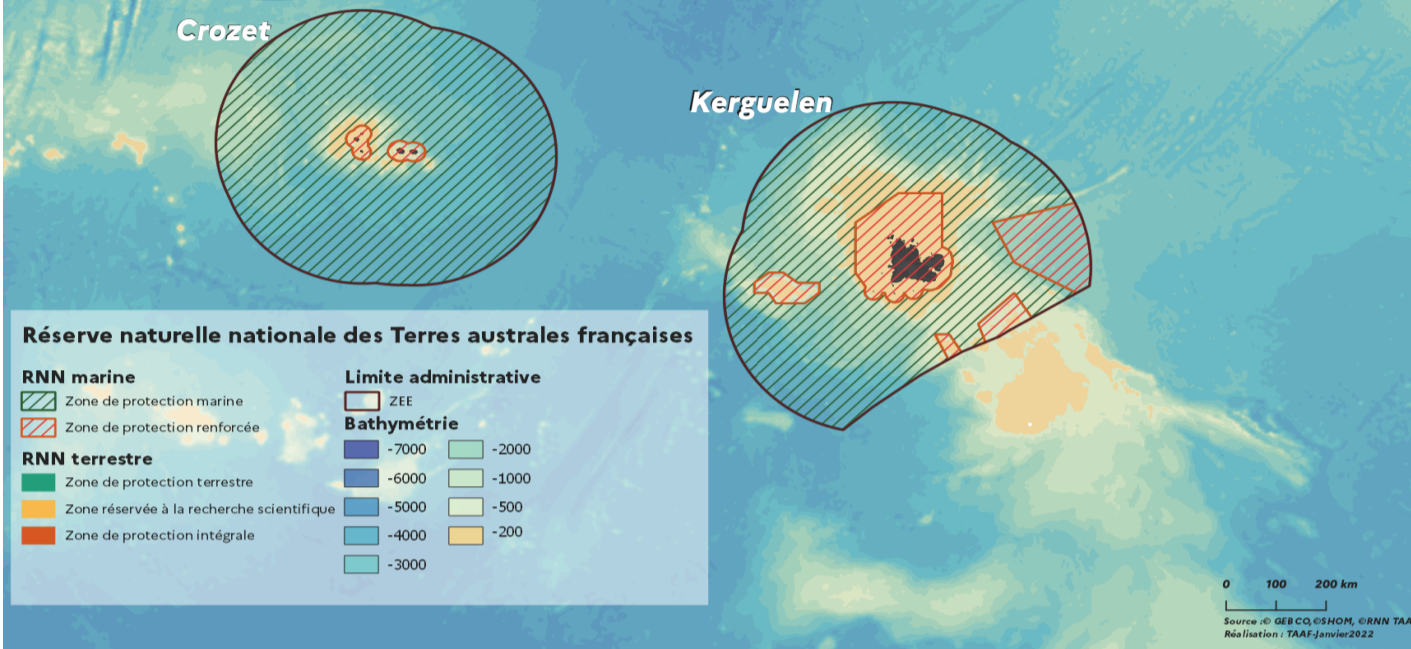 Crozet
Kerguelen
Réserve naturelle nationale des Terres australes françaises
RNN marine
Zone de protection marine
Zone de protection renforcée
RNN terrestre
Zone de protection terrestre
Zone réservée à la recherche scientifique
Zone de protection intégrale
Limite administrative
ZEE
Bathymétrie
-7000
-6000
-5000
-4000
-3000
-2000
-1000
-500
-200
0 100 200 km
Source :© GEBCO,©SHOM, ©RNN TAA
Réalisation : TAAF-Janvier2022